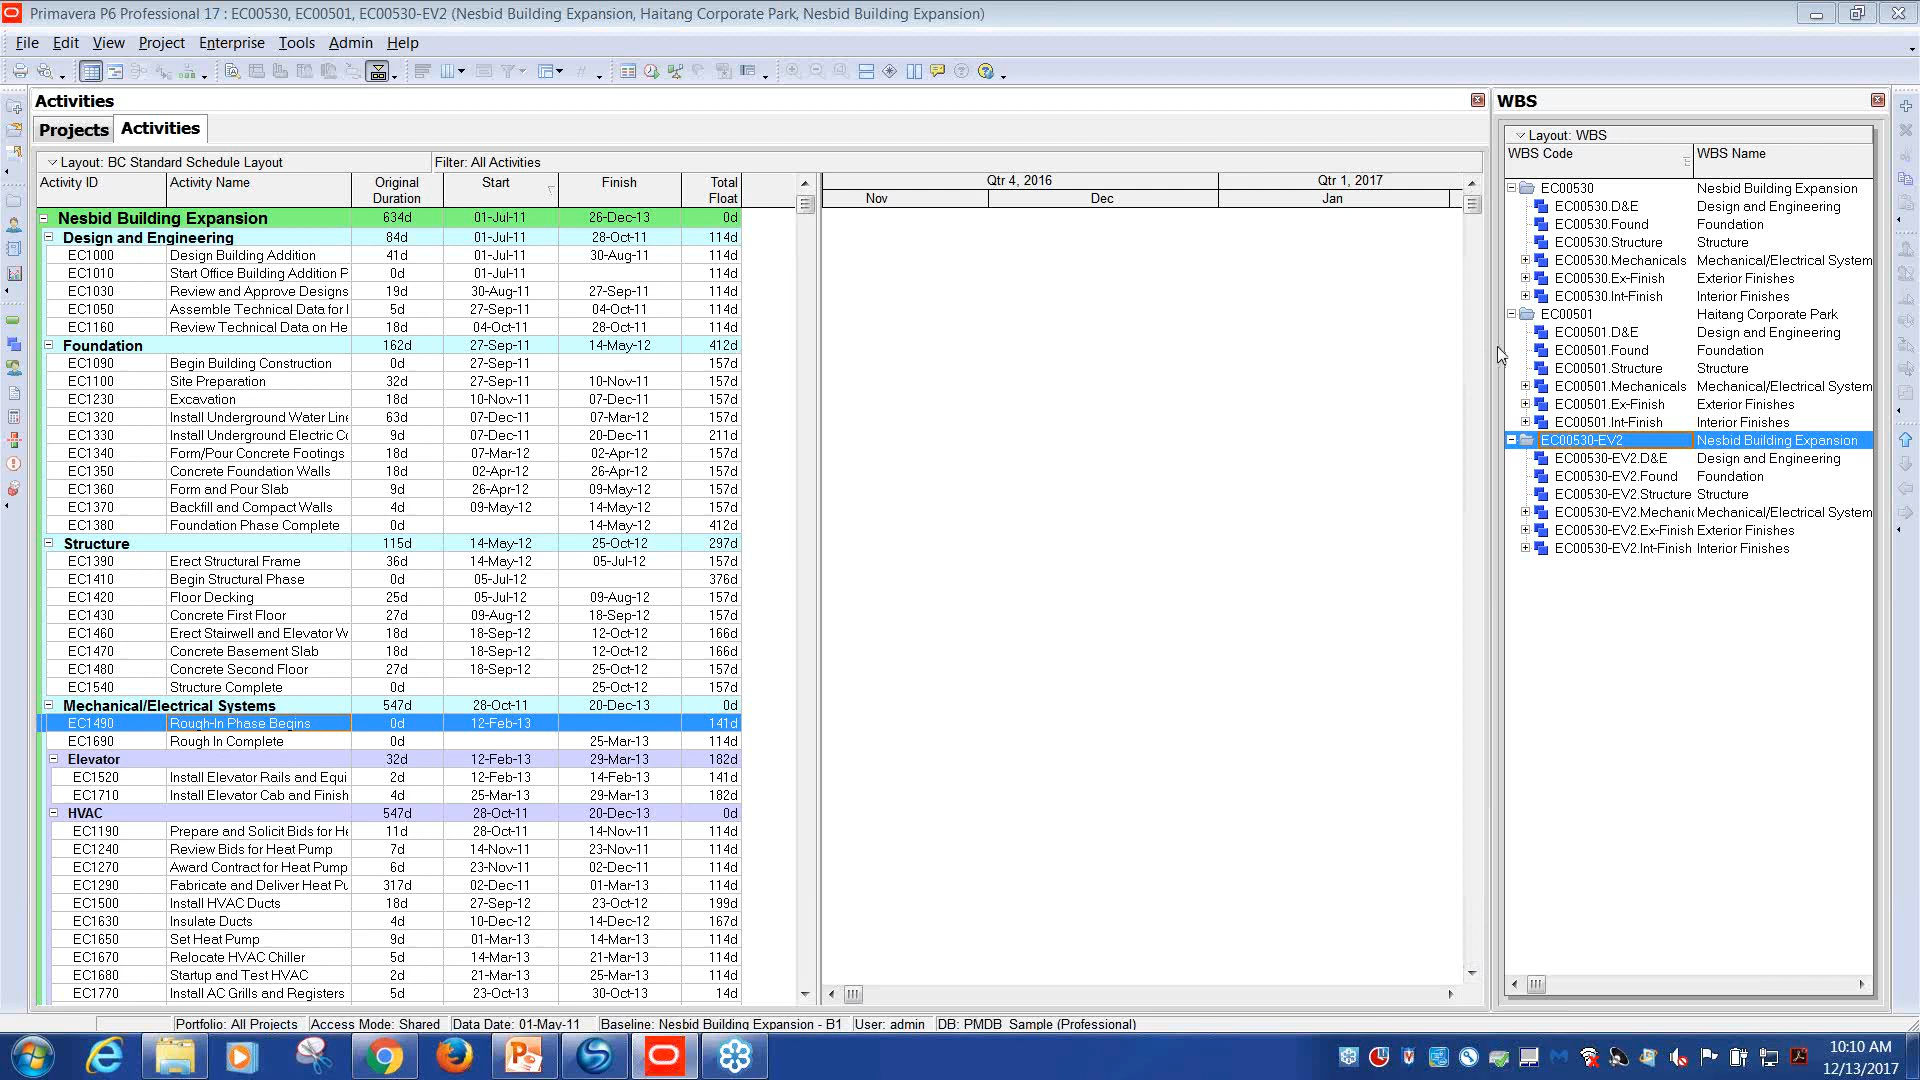 Primavera P6 Professional 17 : EC00530, EC00501, EC00530-EV2 (Nesbid Building Expansion, Haitang Corporate Park, Nesbid Building Expansion)
File Edit View Project Enterprise Tools Admin Help
Activities
Projects Activities
Layout: BC Standard Schedule Layout Filter: All Activities
Activity ID Activity Name Original Duration Start Finish Total Float
Qtr 4, 2016 Qtr 1, 2017
Nov Dec Jan
Nesbid Building Expansion 634d 01-Jul-11 26-Dec-13 0d
Design and Engineering 84d 01-Jul-11 28-Oct-11 114d
EC1000 Design Building Addition 41d 01-Jul-11 30-Aug-11 114d
EC1010 Start Office Building Addition P 0d 01-Jul-11 114d
EC1030 Review and Approve Designs 19d 30-Aug-11 27-Sep-11 114d
EC1050 Assemble Technical Data for 5d 27-Sep-11 04-Oct-11 114d
EC1160 Review Technical Data on He 18d 04-Oct-11 28-Oct-11 114d
Foundation 162d 27-Sep-11 14-May-12 412d
EC1090 Begin Building Construction 0d 27-Sep-11 157d
EC1100 Site Preparation 32d 27-Sep-11 10-Nov-11 157d
EC1230 Excavation 18d 10-Nov-11 07-Dec-11 157d
EC1320 Install Underground Water Line 63d 07-Dec-11 07-Mar-12 157d
EC1330 Install Underground Electric Co 9d 07-Dec-11 20-Dec-11 211d
EC1340 Form/Pour Concrete Footings 18d 07-Mar-12 02-Apr-12 157d
EC1350 Concrete Foundation Walls 18d 02-Apr-12 26-Apr-12 157d
EC1360 Form and Pour Slab 9d 26-Apr-12 09-May-12 157d
EC1370 Backfill and Compact Walls 4d 09-May-12 14-May-12 157d
EC1380 Foundation Phase Complete 0d 14-May-12 412d
Structure 115d 14-May-12 25-Oct-12 297d
EC1390 Erect Structural Frame 36d 14-May-12 05-Jul-12 157d
EC1410 Begin Structural Phase 0d 05-Jul-12 376d
EC1420 Floor Decking 25d 05-Jul-12 09-Aug-12 157d
EC1430 Concrete First Floor 27d 09-Aug-12 18-Sep-12 157d
EC1460 Erect Stairwell and Elevator W 18d 18-Sep-12 12-Oct-12 166d
EC1470 Concrete Basement Slab 18d 18-Sep-12 12-Oct-12 166d
EC1480 Concrete Second Floor 27d 18-Sep-12 25-Oct-12 157d
EC1540 Structure Complete 0d 25-Oct-12 157d
Mechanical/Electrical Systems 547d 28-Oct-11 20-Dec-13 0d
EC1490 Rough-In Phase Begins 0d 12-Feb-13 141d
EC1690 Rough In Complete 0d 25-Mar-13 114d
Elevator 32d 12-Feb-13 29-Mar-13 182d
EC1520 Install Elevator Rails and Equi 2d 12-Feb-13 14-Feb-13 141d
EC1710 Install Elevator Cab and Finish 4d 25-Mar-13 29-Mar-13 182d
HVAC 547d 28-Oct-11 20-Dec-13 0d
EC1190 Prepare and Solicit Bids for He 11d 28-Oct-11 14-Nov-11 114d
EC1240 Review Bids for Heat Pump 7d 14-Nov-11 23-Nov-11 114d
EC1270 Award Contract for Heat Pump 6d 23-Nov-11 02-Dec-11 114d
EC1290 Fabricate and Deliver Heat Pu 317d 02-Dec-11 01-Mar-13 114d
EC1500 Install HVAC Ducts 18d 27-Sep-12 23-Oct-12 199d
EC1630 Insulate Ducts 4d 10-Dec-12 14-Dec-12 167d
EC1650 Set Heat Pump 9d 01-Mar-13 14-Mar-13 114d
EC1670 Relocate HVAC Chiller 5d 14-Mar-13 21-Mar-13 114d
EC1680 Startup and Test HVAC 2d 21-Mar-13 25-Mar-13 114d
EC1770 Install AC Grills and Registers 5d 23-Oct-13 30-Oct-13 14d
WBS
Layout: WBS
WBS Code WBS Name
EC00530 Nesbid Building Expansion
EC00530.D&E Design and Engineering
EC00530.Found Foundation
EC00530.Structure Structure
EC00530.Mechanicals Mechanical/Electrical System
EC00530.Ex-Finish Exterior Finishes
EC00530.Int-Finish Interior Finishes
EC00501 Haitang Corporate Park
EC00501.D&E Design and Engineering
EC00501.Found Foundation
EC00501.Structure Structure
EC00501.Mechanicals Mechanical/Electrical System
EC00501.Ex-Finish Exterior Finishes
EC00501.Int-Finish Interior Finishes
EC00530-EV2 Nesbid Building Expansion
EC00530-EV2.D&E Design and Engineering
EC00530-EV2.Found Foundation
EC00530-EV2.Structure Structure
EC00530-EV2.Mechani Mechanical/Electrical System
EC00530-EV2.Ex-Finish Exterior Finishes
EC00530-EV2.Int-Finish Interior Finishes
Portfolio: All Projects Access Mode: Shared Data Date: 01-May-11 Baseline: Nesbid Building Expansion - B1 User: admin DB: PMDB Sample (Professional)
10:10 AM
12/13/2017